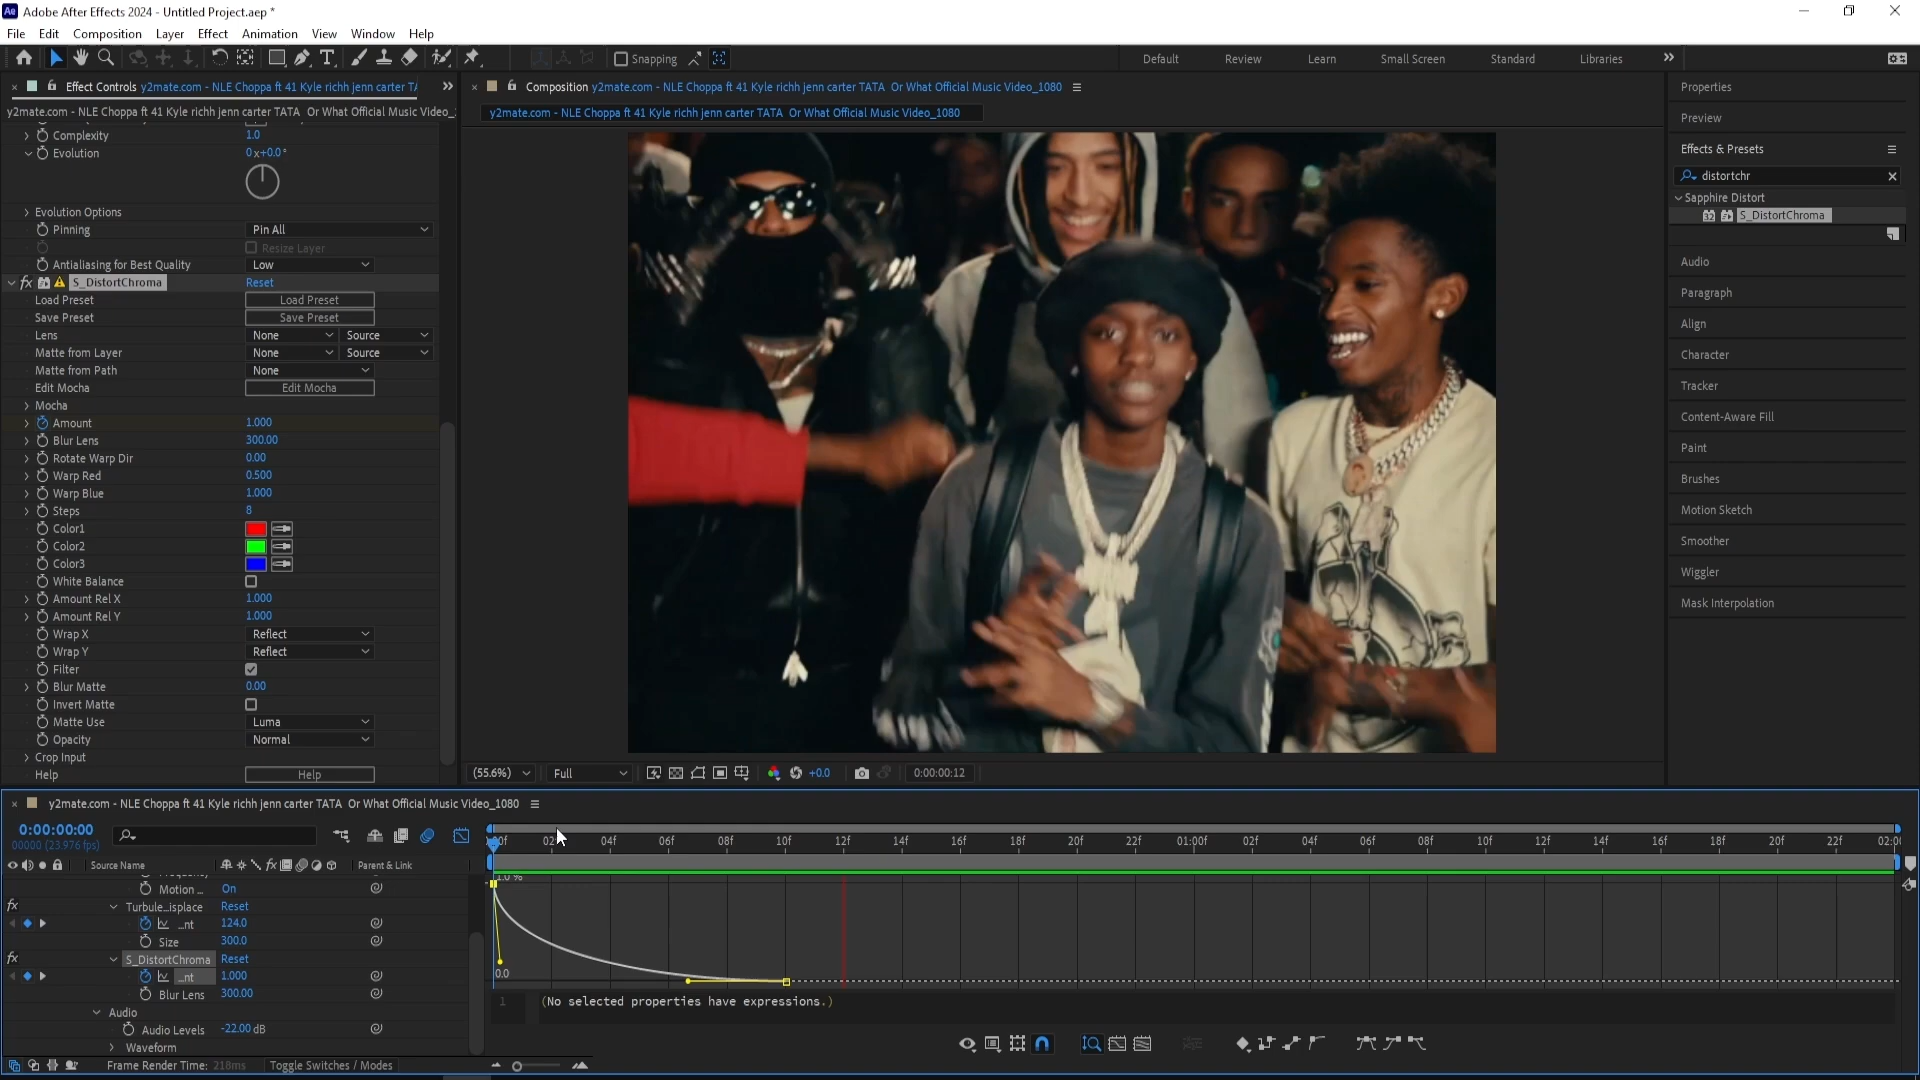 Ae Adobe After Effects 2024 - Untitled Project.aep *
File Edit Composition Layer Effect Animation View Window Help
Snapping Default Review Learn Small Screen Standard Libraries
Effect Controls y2mate.com - NLE Choppa ft 41 Kyle richh jenn carter TA
y2mate.com - NLE Choppa ft 41 Kyle richh jenn carter TATA Or What Official Music Video_
Complexity 1.0
Evolution 0x+0.0°
Evolution Options
Pinning Pin All
Resize Layer
Antialiasing for Best Quality Low
fx S_DistortChroma Reset
Load Preset Load Preset
Save Preset Save Preset
Lens None Source
Matte from Layer None Source
Matte from Path None
Edit Mocha Edit Mocha
Mocha
Amount 1.000
Blur Lens 300.00
Rotate Warp Dir 0.00
Warp Red 0.500
Warp Blue 1.000
Steps 8
Color1
Color2
Color3
White Balance
Amount Rel X 1.000
Amount Rel Y 1.000
Wrap X Reflect
Wrap Y Reflect
Filter
Blur Matte 0.00
Invert Matte
Matte Use Luma
Opacity Normal
Crop Input
Help Help
Composition y2mate.com - NLE Choppa ft 41 Kyle richh jenn carter TATA Or What Official Music Video_1080
y2mate.com - NLE Choppa ft 41 Kyle richh jenn carter TATA Or What Official Music Video_1080
(55.6%) Full +0.0 0:00:00:12
Properties
Preview
Effects & Presets
distortchr
Sapphire Distort
S_DistortChroma
Audio
Paragraph
Align
Character
Tracker
Content-Aware Fill
Paint
Brushes
Motion Sketch
Smoother
Wiggler
Mask Interpolation
y2mate.com - NLE Choppa ft 41 Kyle richh jenn carter TATA Or What Official Music Video_1080
0:00:00:00
00000 (23.976 fps)
Source Name fx Parent & Link
Motion ... On
fx Turbule...isplace Reset
..nt 124.0
Size 300.0
fx S_DistortChroma Reset
..nt 1.000
Blur Lens 300.00
Audio
Audio Levels -22.00 dB
Waveform
Frame Render Time: 218ms Toggle Switches / Modes
04f 06f 08f 10f 12f 14f 16f 18f 20f 22f 01:00f 02f 04f 06f 08f 10f 12f 14f 16f 18f 20f 22f
1.0 %
0.0
1 (No selected properties have expressions.)